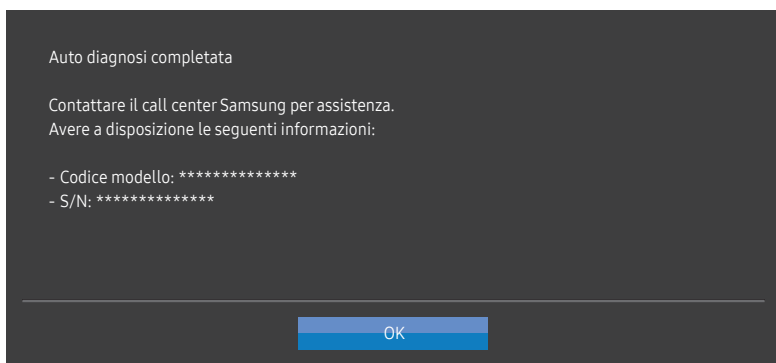 Auto diagnosi completata
Contattare il call center Samsung per assistenza.
Avere a disposizione le seguenti informazioni:
- Codice modello: **************
- S/N: **************
OK